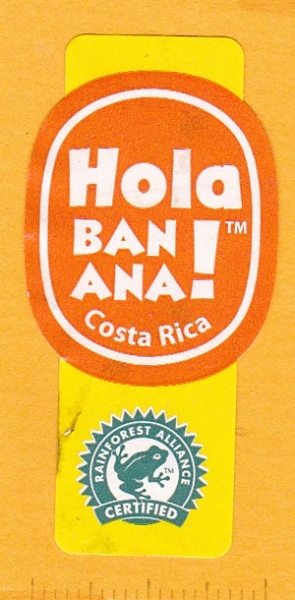 Hola
BAN
ANA!™
Costa Rica
RAINFOREST ALLIANCE
TM
CERTIFIED